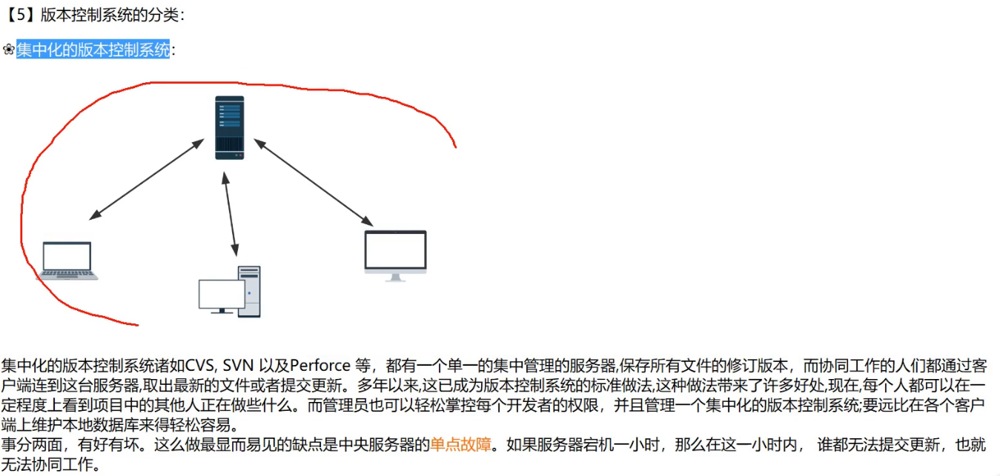 【5】版本控制系统的分类：
❀集中化的版本控制系统：
集中化的版本控制系统诸如CVS, SVN 以及Perforce 等，都有一个单一的集中管理的服务器,保存所有文件的修订版本，而协同工作的人们都通过客
户端连到这台服务器,取出最新的文件或者提交更新。多年以来,这已成为版本控制系统的标准做法,这种做法带来了许多好处,现在,每个人都可以在一
定程度上看到项目中的其他人正在做些什么。而管理员也可以轻松掌控每个开发者的权限，并且管理一个集中化的版本控制系统;要远比在各个客户
端上维护本地数据库来得轻松容易。
事分两面，有好有坏。这么做最显而易见的缺点是中央服务器的单点故障。如果服务器宕机一小时，那么在这一小时内， 谁都无法提交更新，也就
无法协同工作。